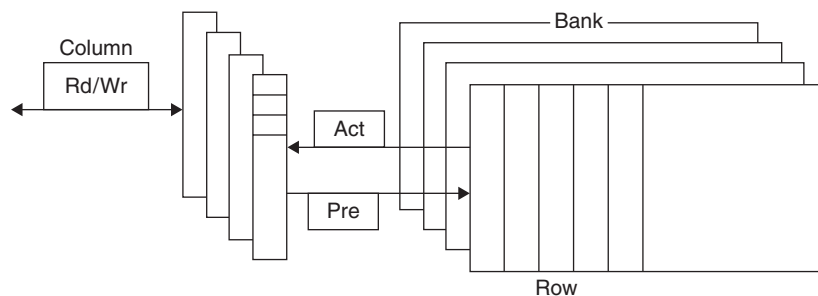 Bank
Column
Rd/Wr
Act
Pre
Row